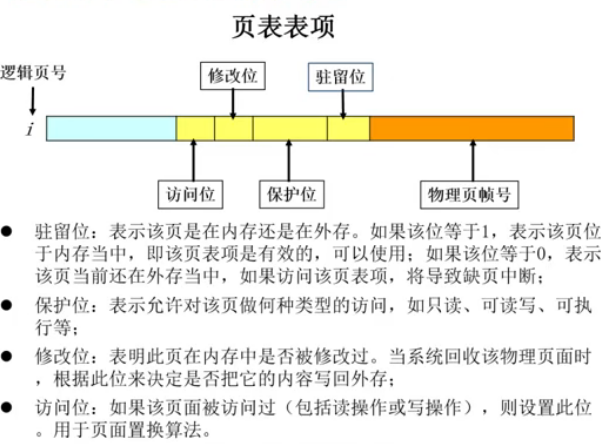 页表表项
逻辑页号
修改位
驻留位
i
访问位
保护位
物理页帧号
● 驻留位：表示该页是在内存还是在外存。如果该位等于1，表示该页位
于内存当中，即该页表项是有效的，可以使用；如果该位等于0，表示
该页当前还在外存当中，如果访问该页表项，将导致缺页中断；
● 保护位：表示允许对该页做何种类型的访问，如只读、可读写、可执
行等；
● 修改位：表明此页在内存中是否被修改过。当系统回收该物理页面时
，根据此位来决定是否把它的内容写回外存；
● 访问位：如果该页面被访问过（包括读操作或写操作），则设置此位
。用于页面置换算法。